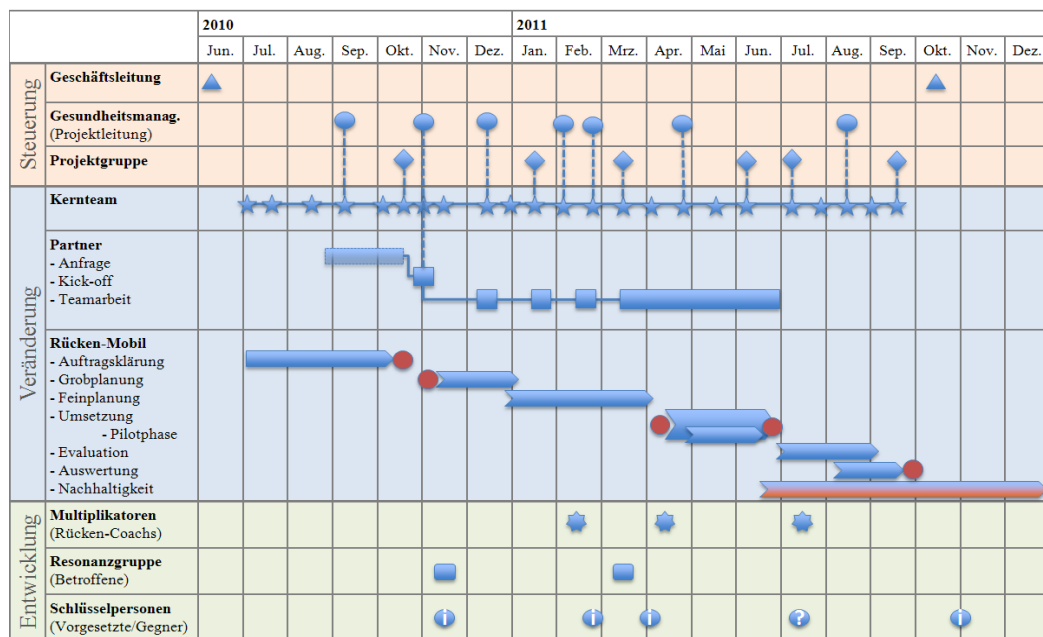 2010 2011
Jun. Jul. Aug. Sep. Okt. Nov. Dez. Jan. Feb. Mrz. Apr. Mai Jun. Jul. Aug. Sep. Okt. Nov. Dez.
Steuerung
Geschäftsleitung
Gesundheitsmanag.
(Projektleitung)
Projektgruppe
Veränderung
Kernteam
Partner
- Anfrage
- Kick-off
- Teamarbeit
Rücken-Mobil
- Auftragsklärung
- Grobplanung
- Feinplanung
- Umsetzung
- Pilotphase
- Evaluation
- Auswertung
- Nachhaltigkeit
Entwicklung
Multiplikatoren
(Rücken-Coachs)
Resonanzgruppe
(Betroffene)
Schlüsselpersonen
(Vorgesetzte/Gegner)
i i i ? i